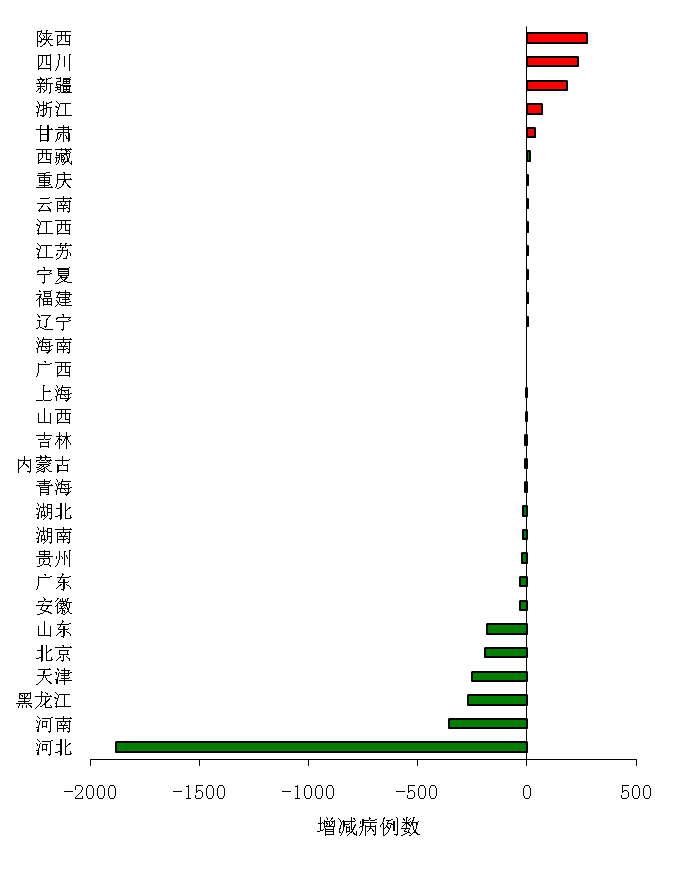 陕西
四川
新疆
浙江
甘肃
西藏
重庆
云南
江西
江苏
宁夏
福建
辽宁
海南
广西
上海
山西
吉林
内蒙古
青海
湖北
湖南
贵州
广东
安徽
山东
北京
天津
黑龙江
河南
河北
-2000 -1500 -1000 -500 0 500
增减病例数